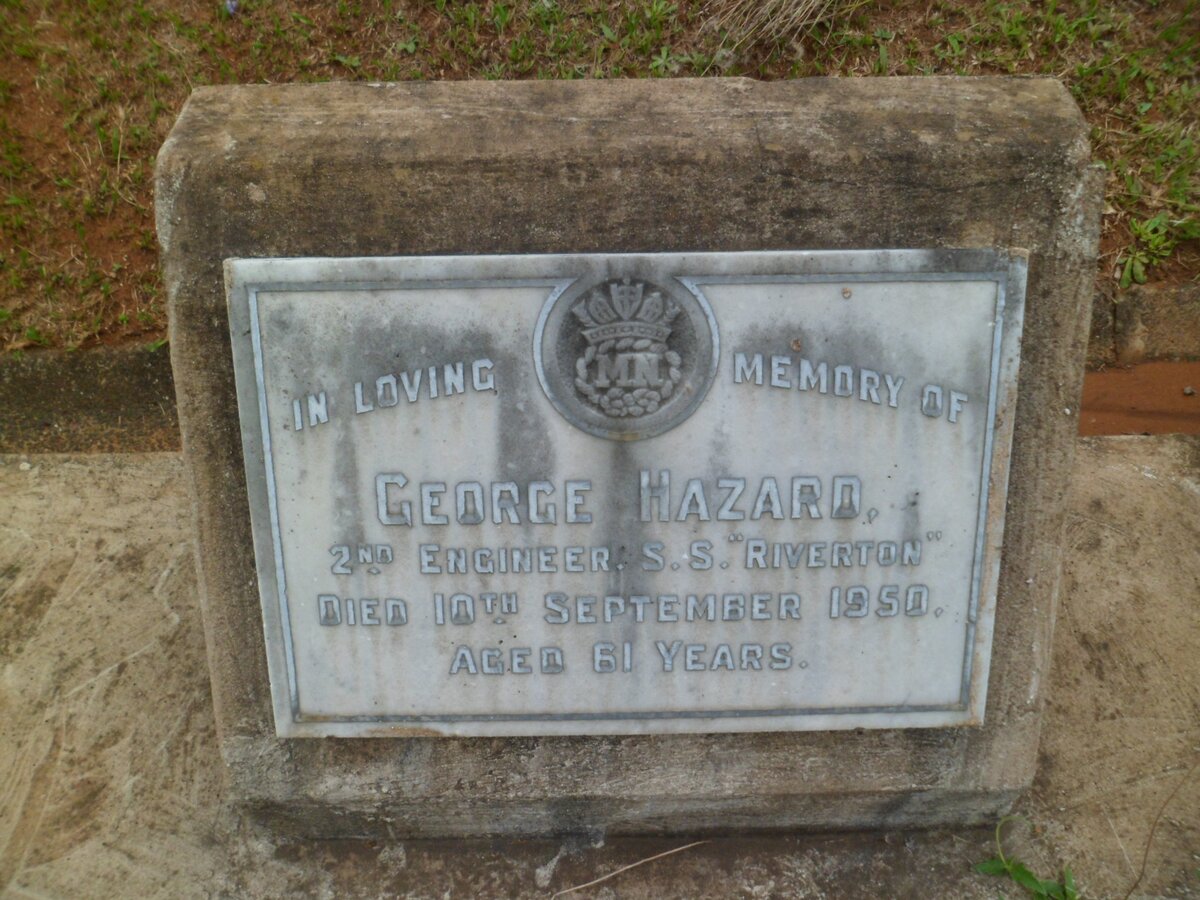 IN LOVING MEMORY OF
MN
GEORGE HAZARD,
2ND ENGINEER. S.S. "RIVERTON"
DIED 10TH SEPTEMBER 1950,
AGED 61 YEARS.